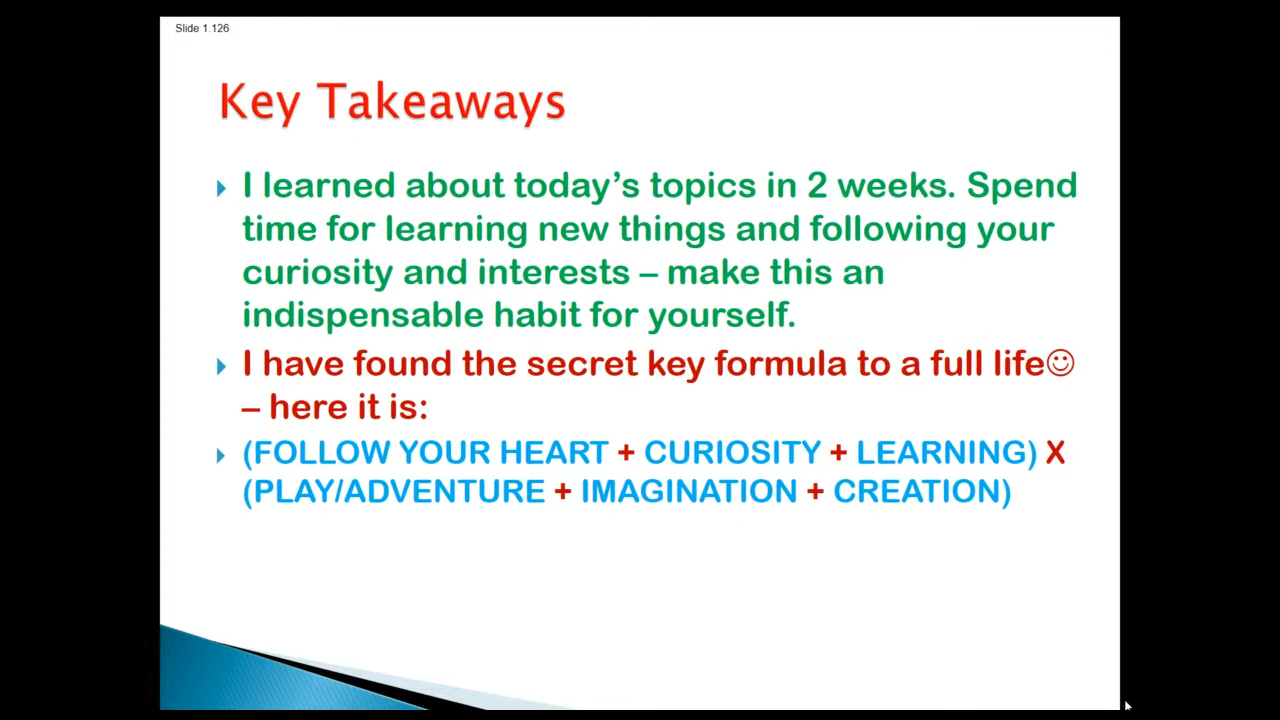 Slide 1.126
Key Takeaways
I learned about today’s topics in 2 weeks. Spend
time for learning new things and following your
curiosity and interests – make this an
indispensable habit for yourself.
I have found the secret key formula to a full life☺
– here it is:
(FOLLOW YOUR HEART + CURIOSITY + LEARNING) X
(PLAY/ADVENTURE + IMAGINATION + CREATION)